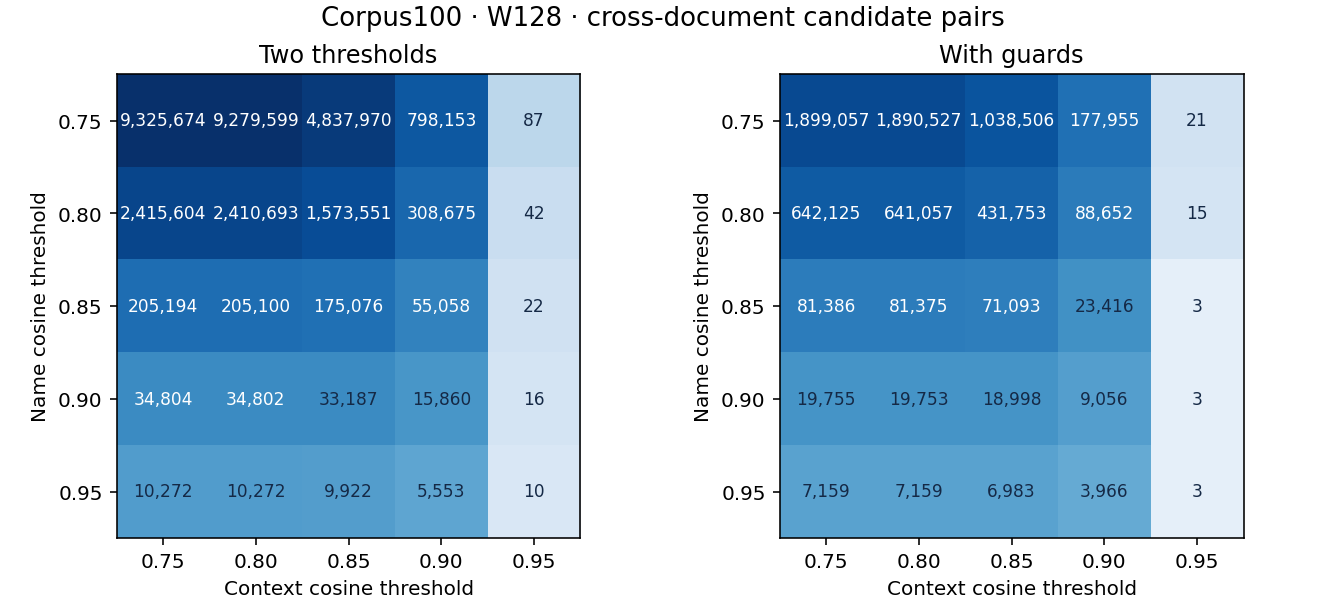 Corpus100 · W128 · cross-document candidate pairs
Two thresholds
Name cosine threshold
0.75 9,325,674 9,279,599 4,837,970 798,153 87
0.80 2,415,604 2,410,693 1,573,551 308,675 42
0.85 205,194 205,100 175,076 55,058 22
0.90 34,804 34,802 33,187 15,860 16
0.95 10,272 10,272 9,922 5,553 10
0.75 0.80 0.85 0.90 0.95
Context cosine threshold
With guards
Name cosine threshold
0.75 1,899,057 1,890,527 1,038,506 177,955 21
0.80 642,125 641,057 431,753 88,652 15
0.85 81,386 81,375 71,093 23,416 3
0.90 19,755 19,753 18,998 9,056 3
0.95 7,159 7,159 6,983 3,966 3
0.75 0.80 0.85 0.90 0.95
Context cosine threshold